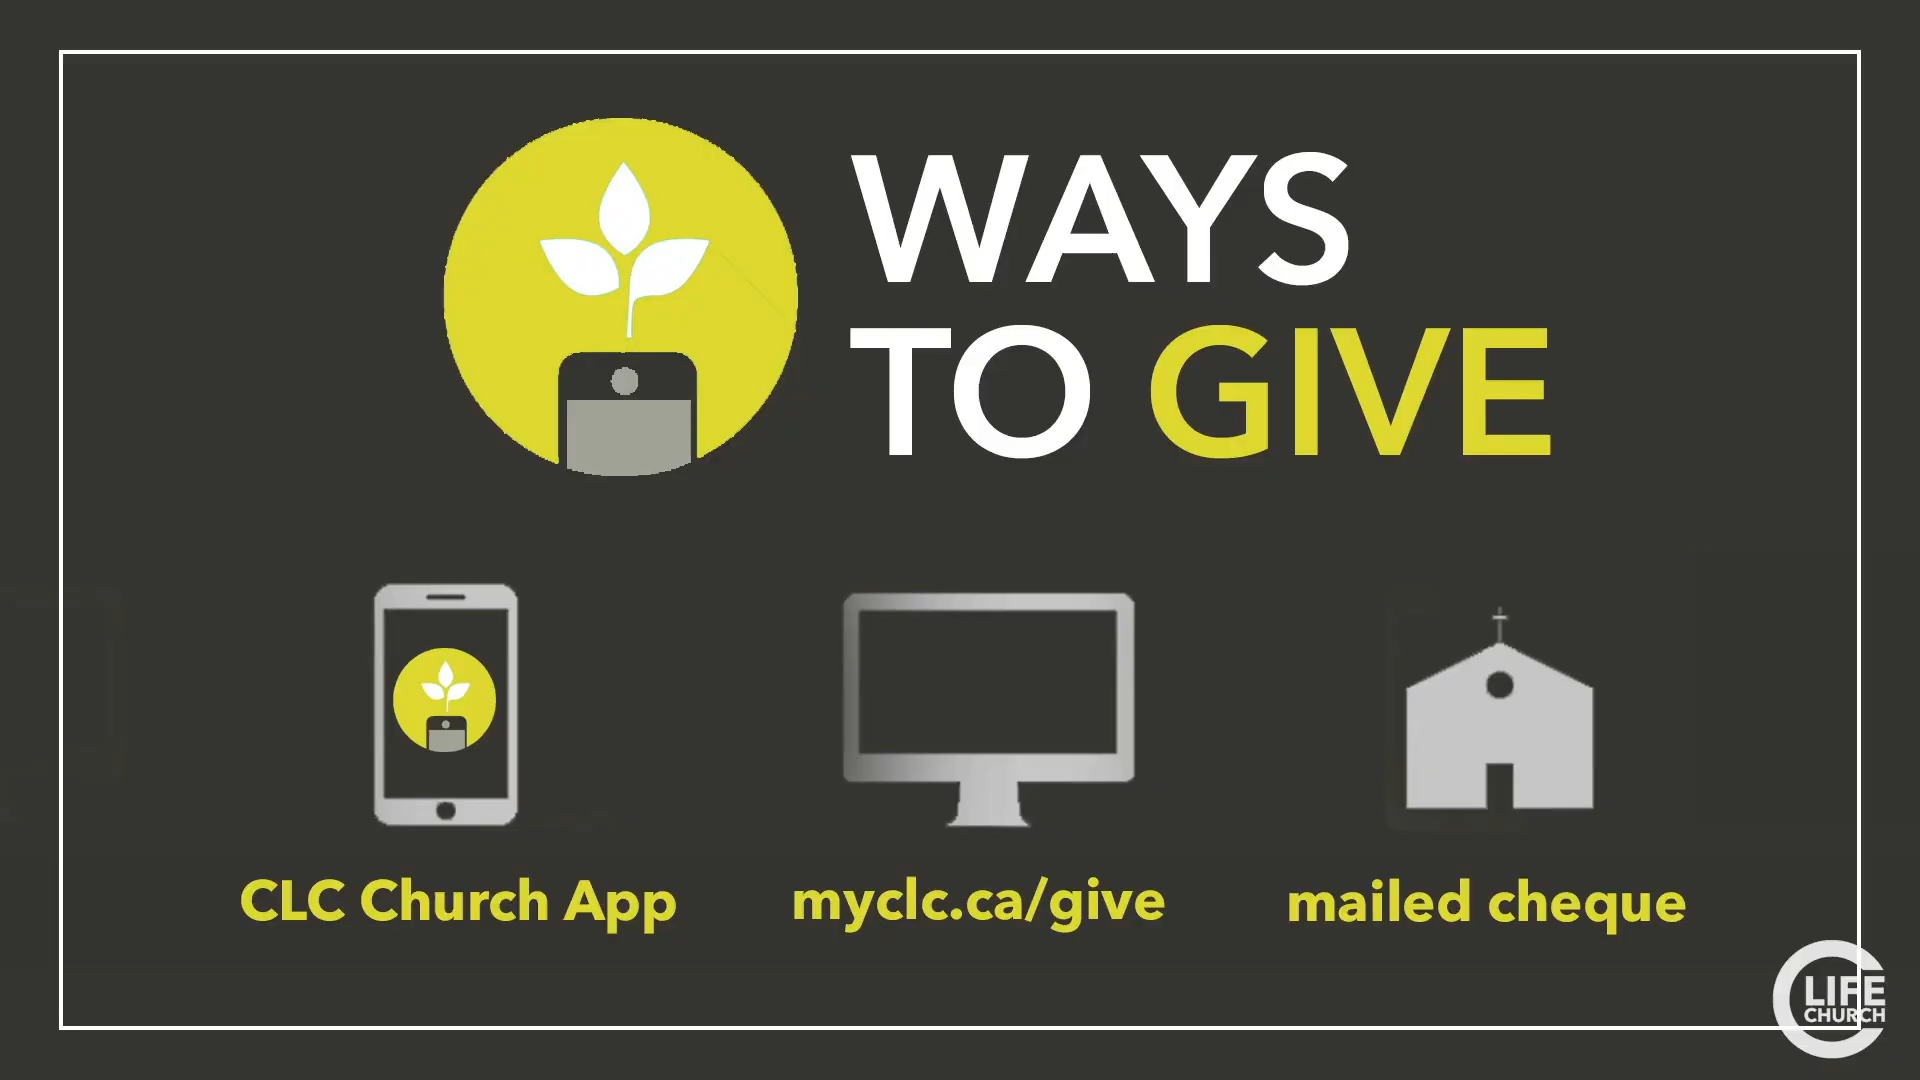 WAYS
TO GIVE
CLC Church App
myclc.ca/give
mailed cheque
LIFE
CHURCH